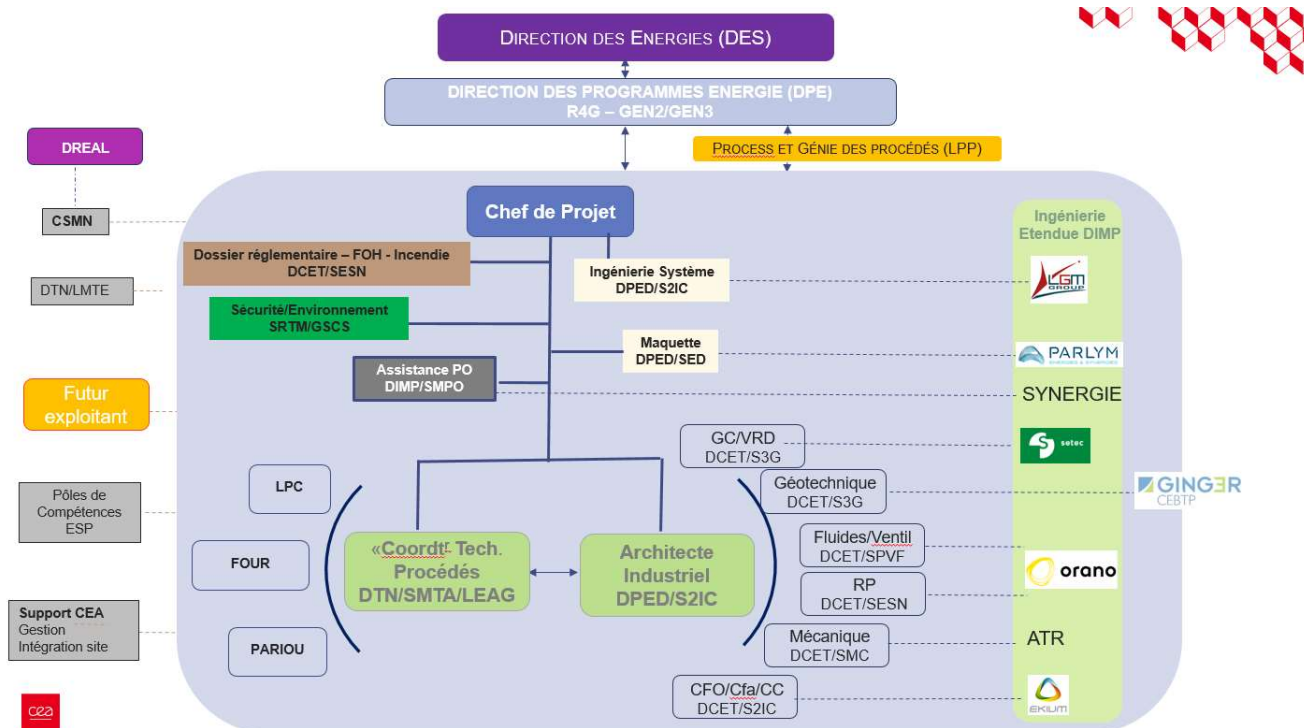 DIRECTION DES ENERGIES (DES)
DIRECTION DES PROGRAMMES ENERGIE (DPE)
R4G – GEN2/GEN3
PROCESS ET GÉNIE DES PROCÉDÉS (LPP)
DREAL
CSMN
DTN/LMTE
Futur
exploitant
Pôles de
Compétences
ESP
Support CEA
Gestion
Intégration site
Chef de Projet
Dossier réglementaire – FOH - Incendie
DCET/SESN
Sécurité/Environnement
SRTM/GSCS
Assistance PO
DIMP/SMPO
Ingénierie Système
DPED/S2IC
Maquette
DPED/SED
LPC
FOUR
PARIOU
«Coordtr Tech.
Procédés
DTN/SMTA/LEAG
Architecte
Industriel
DPED/S2IC
GC/VRD
DCET/S3G
Géotechnique
DCET/S3G
Fluides/Ventil
DCET/SPVF
RP
DCET/SESN
Mécanique
DCET/SMC
CFO/Cfa/CC
DCET/S2IC
Ingénierie
Etendue DIMP
LGM
GROUP
PARLYM
SYNERGIE
setec
GINGER
CEBTP
orano
ATR
EKIUM
cea